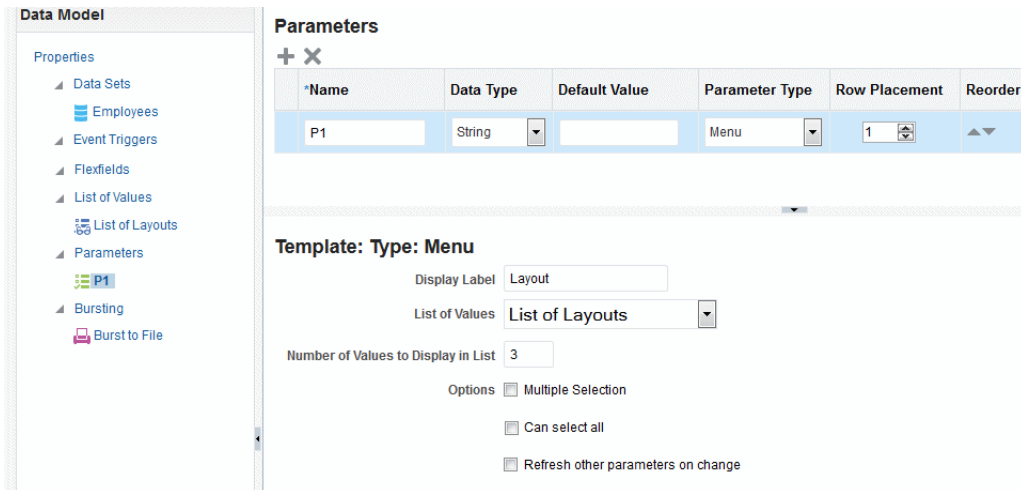 Data Model
Properties
Data Sets
Employees
Event Triggers
Flexfields
List of Values
List of Layouts
Parameters
P1
Bursting
Burst to File
Parameters
*Name Data Type Default Value Parameter Type Row Placement Reorder
P1 String Menu 1
Template: Type: Menu
Display Label Layout
List of Values List of Layouts
Number of Values to Display in List 3
Options Multiple Selection
Can select all
Refresh other parameters on change